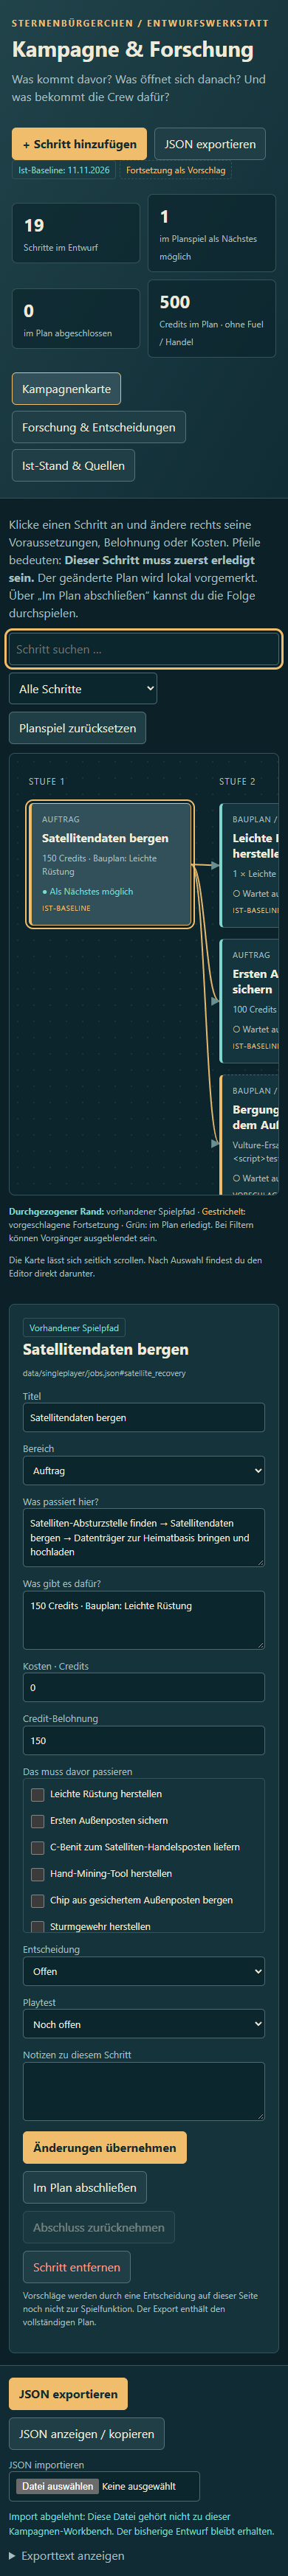 STERNENBÜRGERCHEN / ENTWURFSWERKSTATT
Kampagne & Forschung
Was kommt davor? Was öffnet sich danach? Und
was bekommt die Crew dafür?
+ Schritt hinzufügen
JSON exportieren
Ist-Baseline: 11.11.2026
Fortsetzung als Vorschlag
19
Schritte im Entwurf
1
im Planspiel als Nächstes
möglich
0
im Plan abgeschlossen
500
Credits im Plan · ohne Fuel
/ Handel
Kampagnenkarte
Forschung & Entscheidungen
Ist-Stand & Quellen
Klicke einen Schritt an und ändere rechts seine
Voraussetzungen, Belohnung oder Kosten. Pfeile
bedeuten: Dieser Schritt muss zuerst erledigt
sein. Der geänderte Plan wird lokal vorgemerkt.
Über „Im Plan abschließen“ kannst du die Folge
durchspielen.
Schritt suchen …
Alle Schritte
Planspiel zurücksetzen
STUFE 1
AUFTRAG
Satellitendaten bergen
150 Credits · Bauplan: Leichte
Rüstung
● Als Nächstes möglich
IST-BASELINE
STUFE 2
BAUPLAN /
Leichte
herstelle
1 × Leichte
○ Wartet au
IST-BASELINE
AUFTRAG
Ersten A
sichern
100 Credits
○ Wartet au
IST-BASELINE
BAUPLAN /
Bergung
dem Auß
Vulture-Ersa
<script>test
○ Wartet au
Durchgezogener Rand: vorhandener Spielpfad · Gestrichelt:
vorgeschlagene Fortsetzung · Grün: im Plan erledigt. Bei Filtern
können Vorgänger ausgeblendet sein.
Die Karte lässt sich seitlich scrollen. Nach Auswahl findest du den
Editor direkt darunter.
Vorhandener Spielpfad
Satellitendaten bergen
data/singleplayer/jobs.json#satellite_recovery
Titel
Satellitendaten bergen
Bereich
Auftrag
Was passiert hier?
Satelliten-Absturzstelle finden → Satellitendaten
bergen → Datenträger zur Heimatbasis bringen und
hochladen
Was gibt es dafür?
150 Credits · Bauplan: Leichte Rüstung
Kosten · Credits
0
Credit-Belohnung
150
Das muss davor passieren
Leichte Rüstung herstellen
Ersten Außenposten sichern
C-Benit zum Satelliten-Handelsposten liefern
Hand-Mining-Tool herstellen
Chip aus gesichertem Außenposten bergen
Sturmgewehr herstellen
Entscheidung
Offen
Playtest
Noch offen
Notizen zu diesem Schritt
Änderungen übernehmen
Im Plan abschließen
Abschluss zurücknehmen
Schritt entfernen
Vorschläge werden durch eine Entscheidung auf dieser Seite
noch nicht zur Spielfunktion. Der Export enthält den
vollständigen Plan.
JSON exportieren
JSON anzeigen / kopieren
JSON importieren
Datei auswählen Keine ausgewählt
Import abgelehnt: Diese Datei gehört nicht zu dieser
Kampagnen-Workbench. Der bisherige Entwurf bleibt erhalten.
▶ Exporttext anzeigen